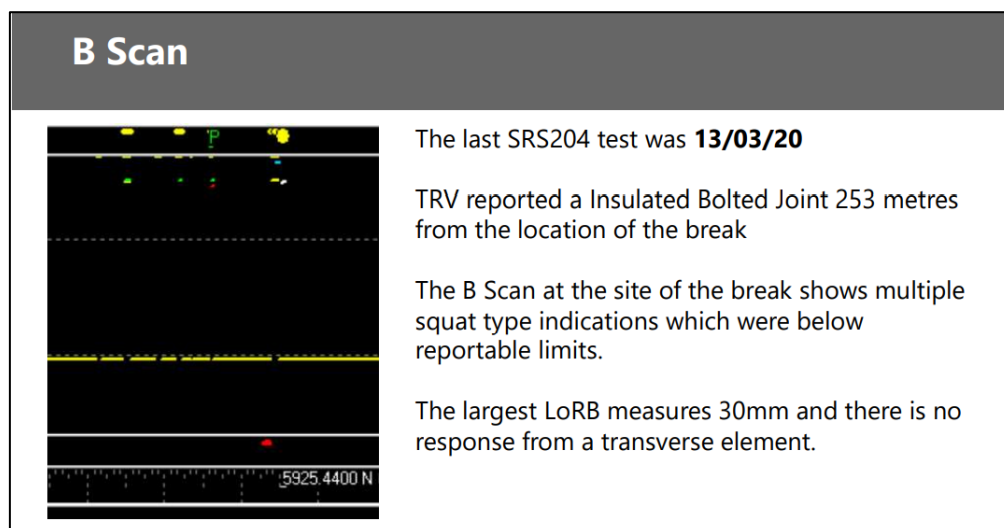 B Scan
P
5925.4400 N
The last SRS204 test was 13/03/20
TRV reported a Insulated Bolted Joint 253 metres
from the location of the break
The B Scan at the site of the break shows multiple
squat type indications which were below
reportable limits.
The largest LoRB measures 30mm and there is no
response from a transverse element.